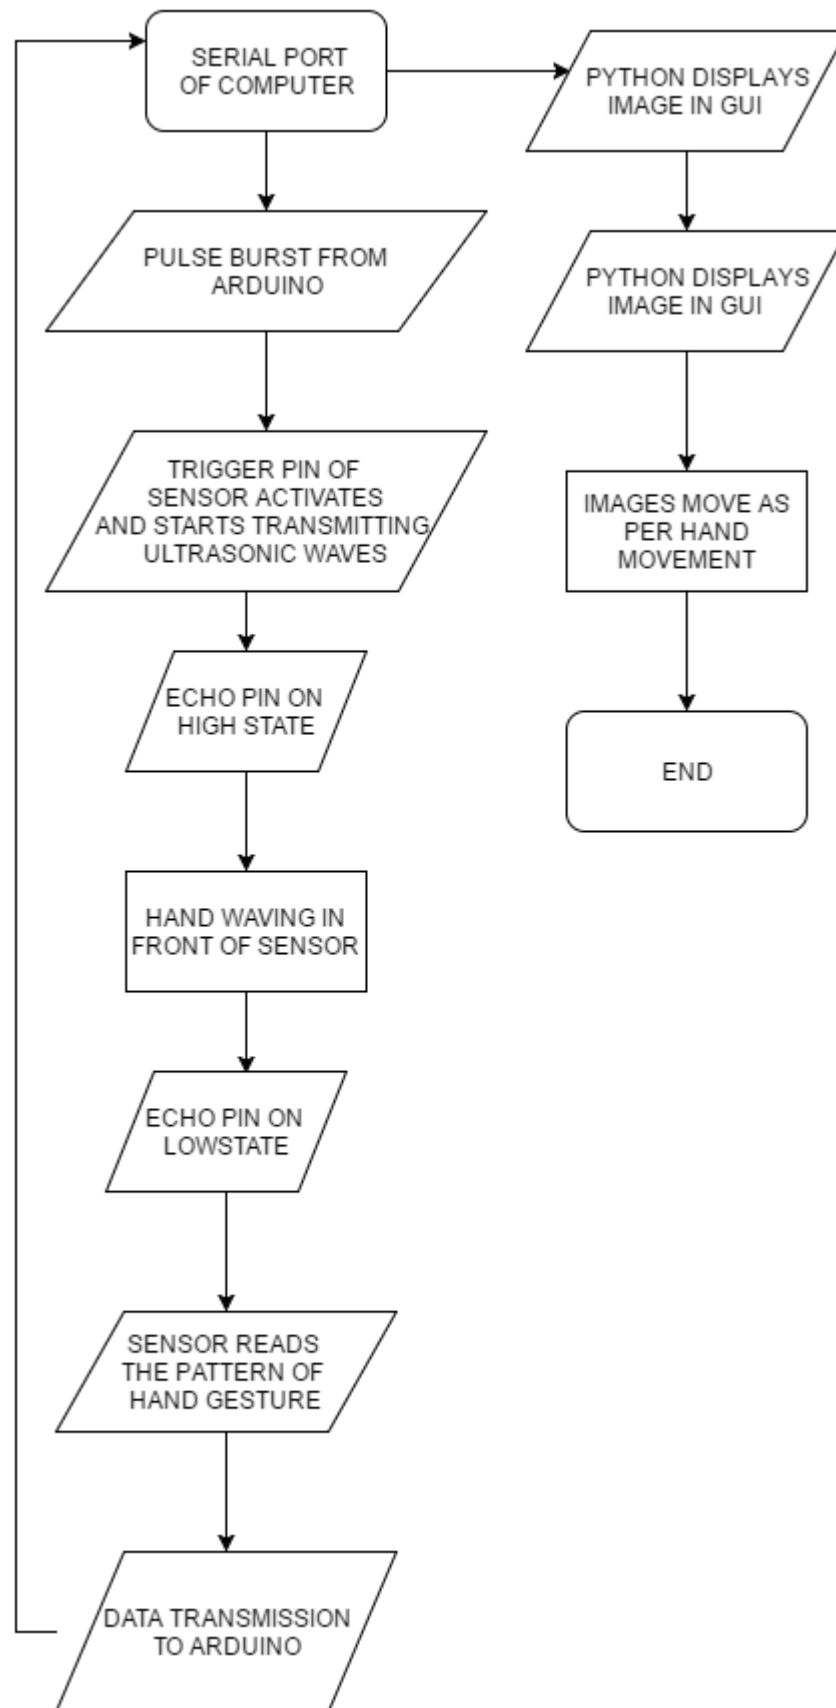 SERIAL PORT
OF COMPUTER
PYTHON DISPLAYS
IMAGE IN GUI
PULSE BURST FROM
ARDUINO
PYTHON DISPLAYS
IMAGE IN GUI
TRIGGER PIN OF
SENSOR ACTIVATES
AND STARTS TRANSMITTING
ULTRASONIC WAVES
IMAGES MOVE AS
PER HAND
MOVEMENT
ECHO PIN ON
HIGH STATE
END
HAND WAVING IN
FRONT OF SENSOR
ECHO PIN ON
LOWSTATE
SENSOR READS
THE PATTERN OF
HAND GESTURE
DATA TRANSMISSION
TO ARDUINO